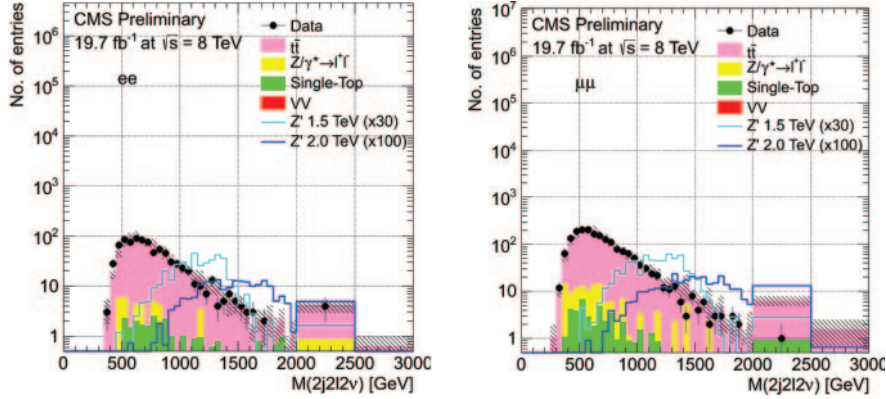 No. of entries
10⁶
10⁵
10⁴
10³
10²
10
1
CMS Preliminary
19.7 fb⁻¹ at √s = 8 TeV
ee
Data
tt̄
Z/γ*→l⁺l⁻
Single-Top
VV
Z' 1.5 TeV (x30)
Z' 2.0 TeV (x100)
0 500 1000 1500 2000 2500 3000
M(2j2l2ν) [GeV]
No. of entries
10⁷
10⁶
10⁵
10⁴
10³
10²
10
1
CMS Preliminary
19.7 fb⁻¹ at √s = 8 TeV
μμ
Data
tt̄
Z/γ*→l⁺l⁻
Single-Top
VV
Z' 1.5 TeV (x30)
Z' 2.0 TeV (x100)
0 500 1000 1500 2000 2500 3000
M(2j2l2ν) [GeV]